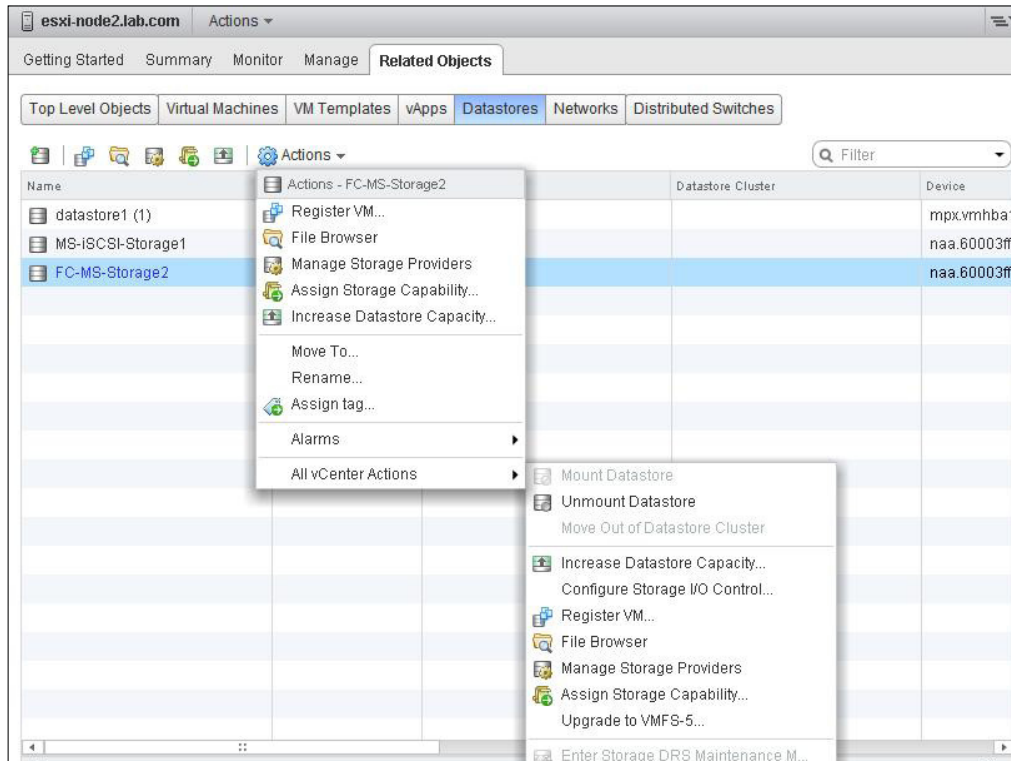 esxi-node2.lab.com Actions
Getting Started Summary Monitor Manage Related Objects
Top Level Objects Virtual Machines VM Templates vApps Datastores Networks Distributed Switches
Actions Filter
Name Datastore Cluster Device
Actions - FC-MS-Storage2
datastore1 (1) mpx.vmhba1
MS-iSCSI-Storage1 naa.60003ff
FC-MS-Storage2 naa.60003ff
Register VM...
File Browser
Manage Storage Providers
Assign Storage Capability...
Increase Datastore Capacity...
Move To...
Rename...
Assign tag...
Alarms
All vCenter Actions
Mount Datastore
Unmount Datastore
Move Out of Datastore Cluster
Increase Datastore Capacity...
Configure Storage I/O Control...
Register VM...
File Browser
Manage Storage Providers
Assign Storage Capability...
Upgrade to VMFS-5...
Enter Storage DRS Maintenance M...